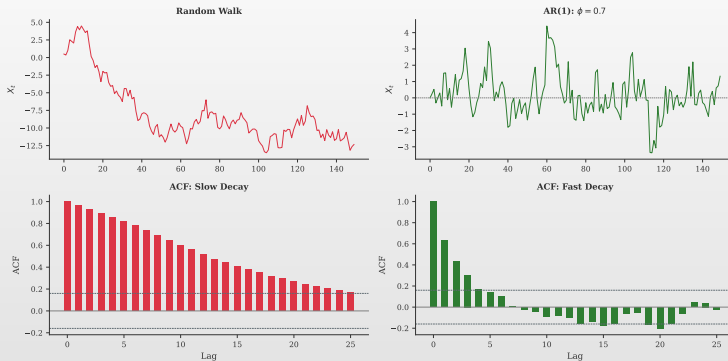 Random Walk
X_t
5.0
2.5
0.0
−2.5
−5.0
−7.5
−10.0
−12.5
0 20 40 60 80 100 120 140
AR(1): ϕ = 0.7
X_t
4
3
2
1
0
−1
−2
−3
0 20 40 60 80 100 120 140
ACF: Slow Decay
ACF
1.0
0.8
0.6
0.4
0.2
0.0
−0.2
0 5 10 15 20 25
Lag
ACF: Fast Decay
ACF
1.0
0.8
0.6
0.4
0.2
0.0
−0.2
0 5 10 15 20 25
Lag